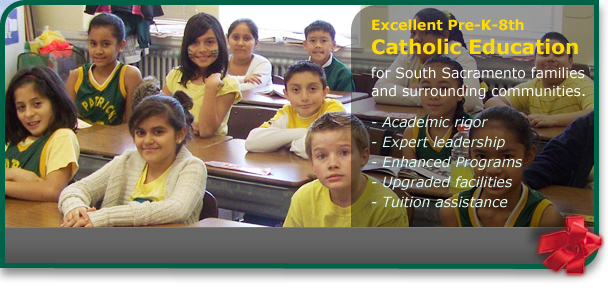 Excellent Pre-K-8th
Catholic Education
for South Sacramento families
and surrounding communities.
- Academic rigor
- Expert leadership
- Enhanced Programs
- Upgraded facilities
- Tuition assistance
PATRICK